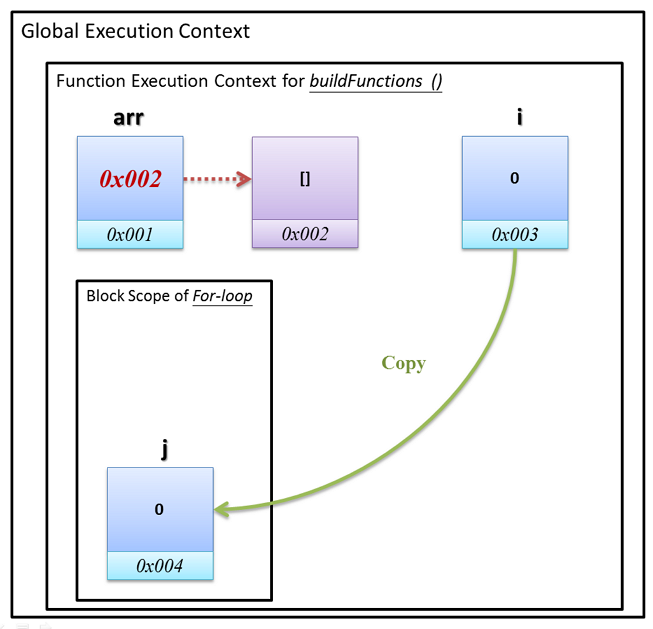 Global Execution Context
Function Execution Context for buildFunctions ()
arr
i
0x002
[]
0
0x001
0x002
0x003
Block Scope of For-loop
Copy
j
0
0x004